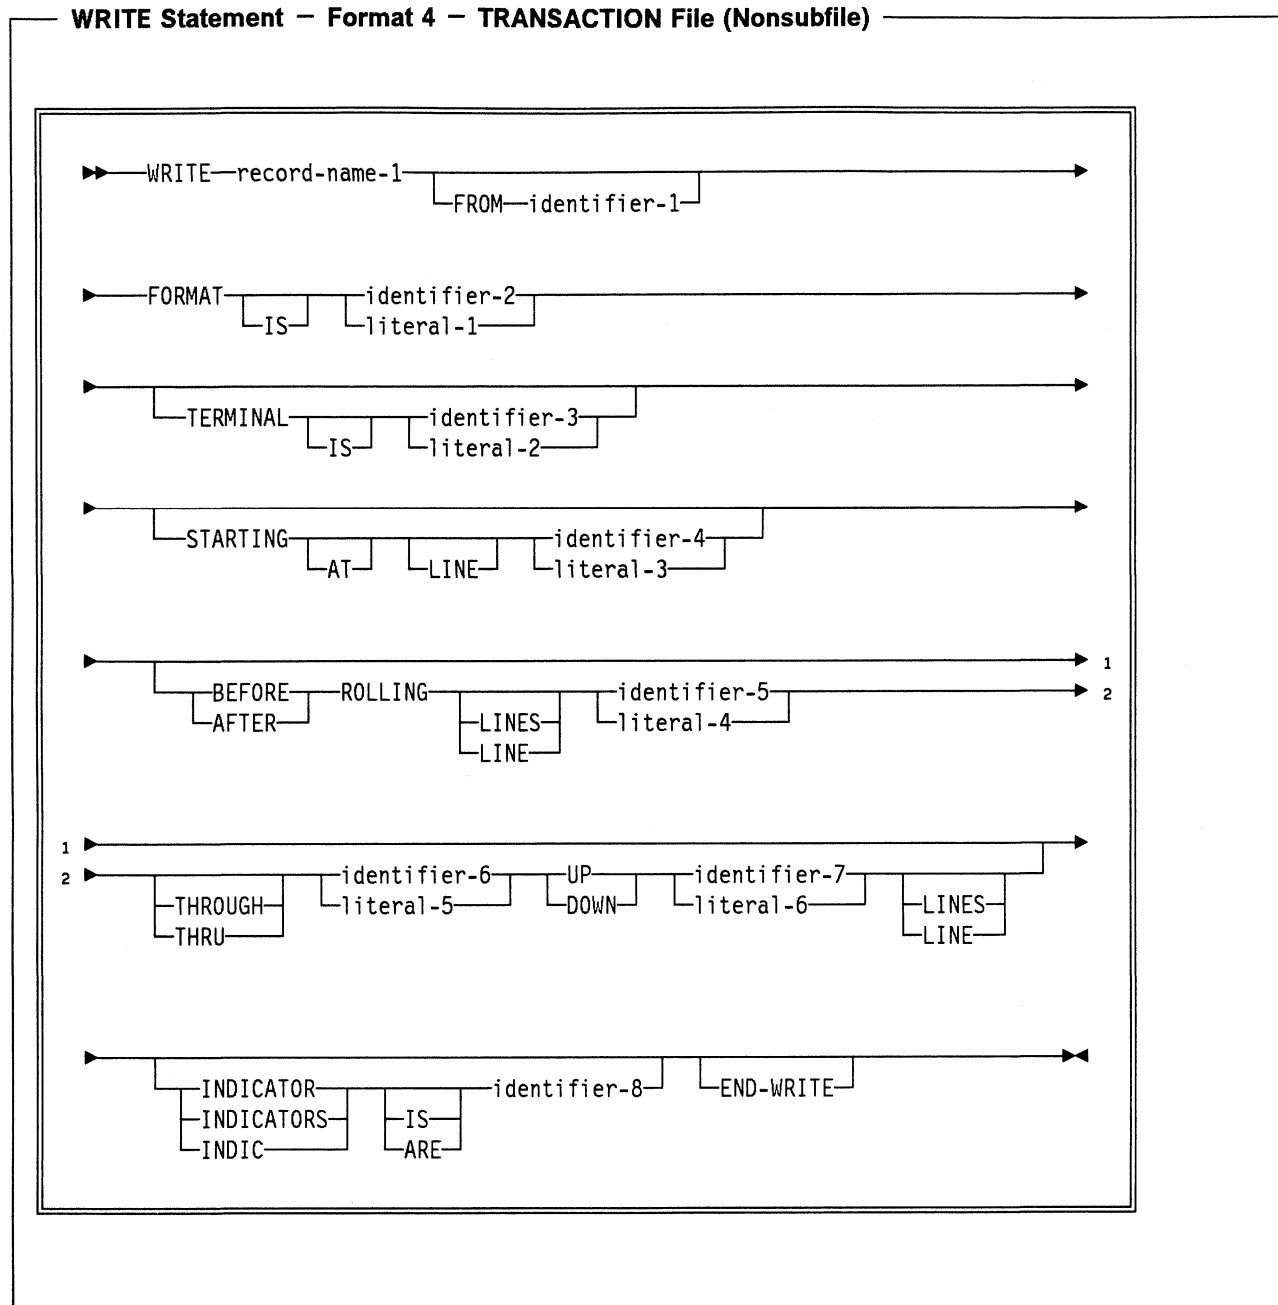 WRITE Statement — Format 4 — TRANSACTION File (Nonsubfile)
WRITE record-name-1
FROM identifier-1
FORMAT identifier-2
IS literal-1
TERMINAL identifier-3
IS literal-2
STARTING identifier-4
AT LINE literal-3
1
BEFORE ROLLING identifier-5 2
AFTER LINES literal-4
LINE
1
2 identifier-6 UP identifier-7
THROUGH literal-5 DOWN literal-6 LINES
THRU LINE
INDICATOR identifier-8 END-WRITE
INDICATORS IS
INDIC ARE